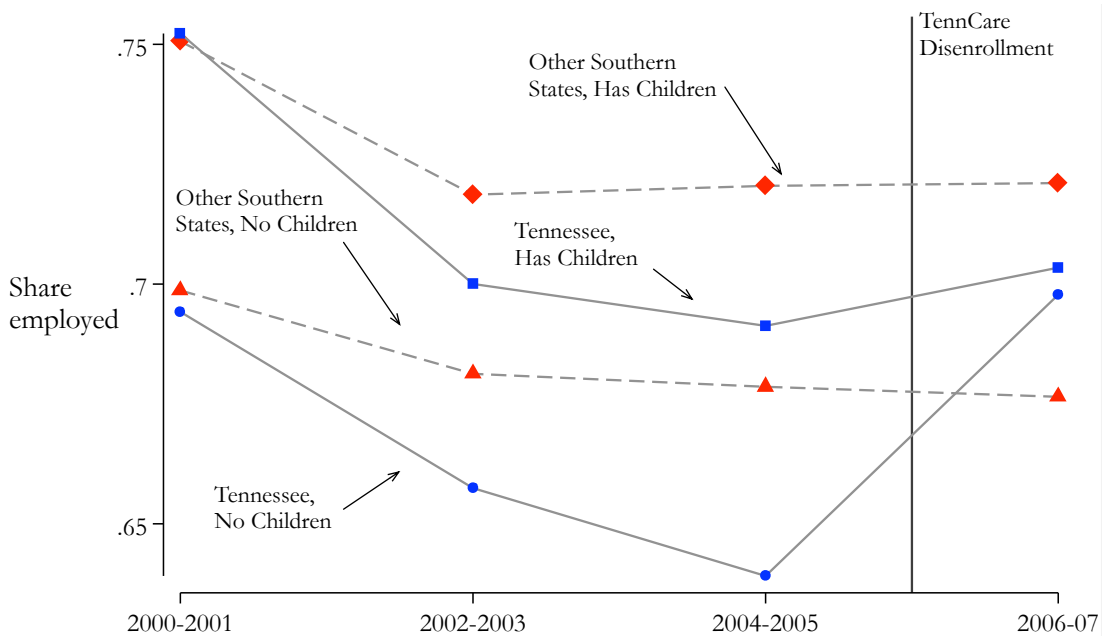 TennCare
Disenrollment
.75
Other Southern
States, Has Children
Other Southern
States, No Children
Tennessee,
Has Children
Share
employed
.7
Tennessee,
No Children
.65
2000-2001
2002-2003
2004-2005
2006-07